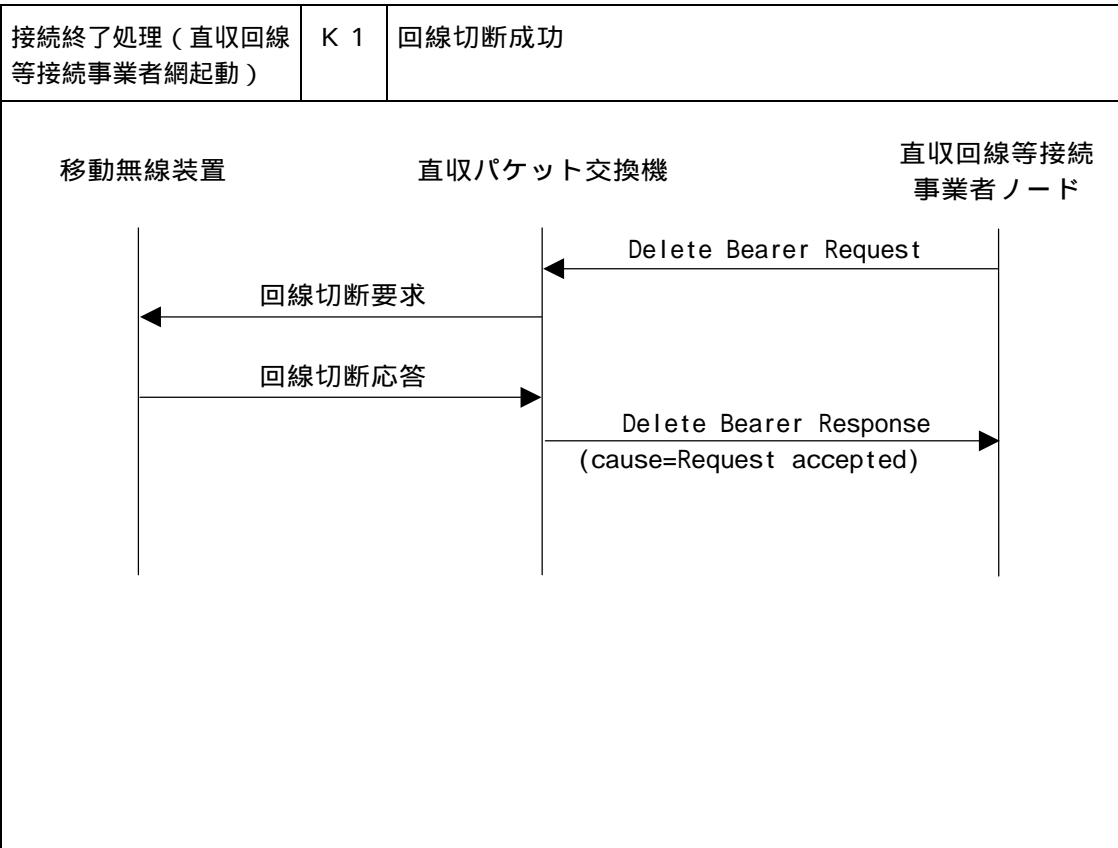 接続終了処理（直収回線
等接続事業者網起動）
Ｋ１
回線切断成功
移動無線装置
直収パケット交換機
直収回線等接続
事業者ノード
Delete Bearer Request
回線切断要求
回線切断応答
Delete Bearer Response
(cause=Request accepted)